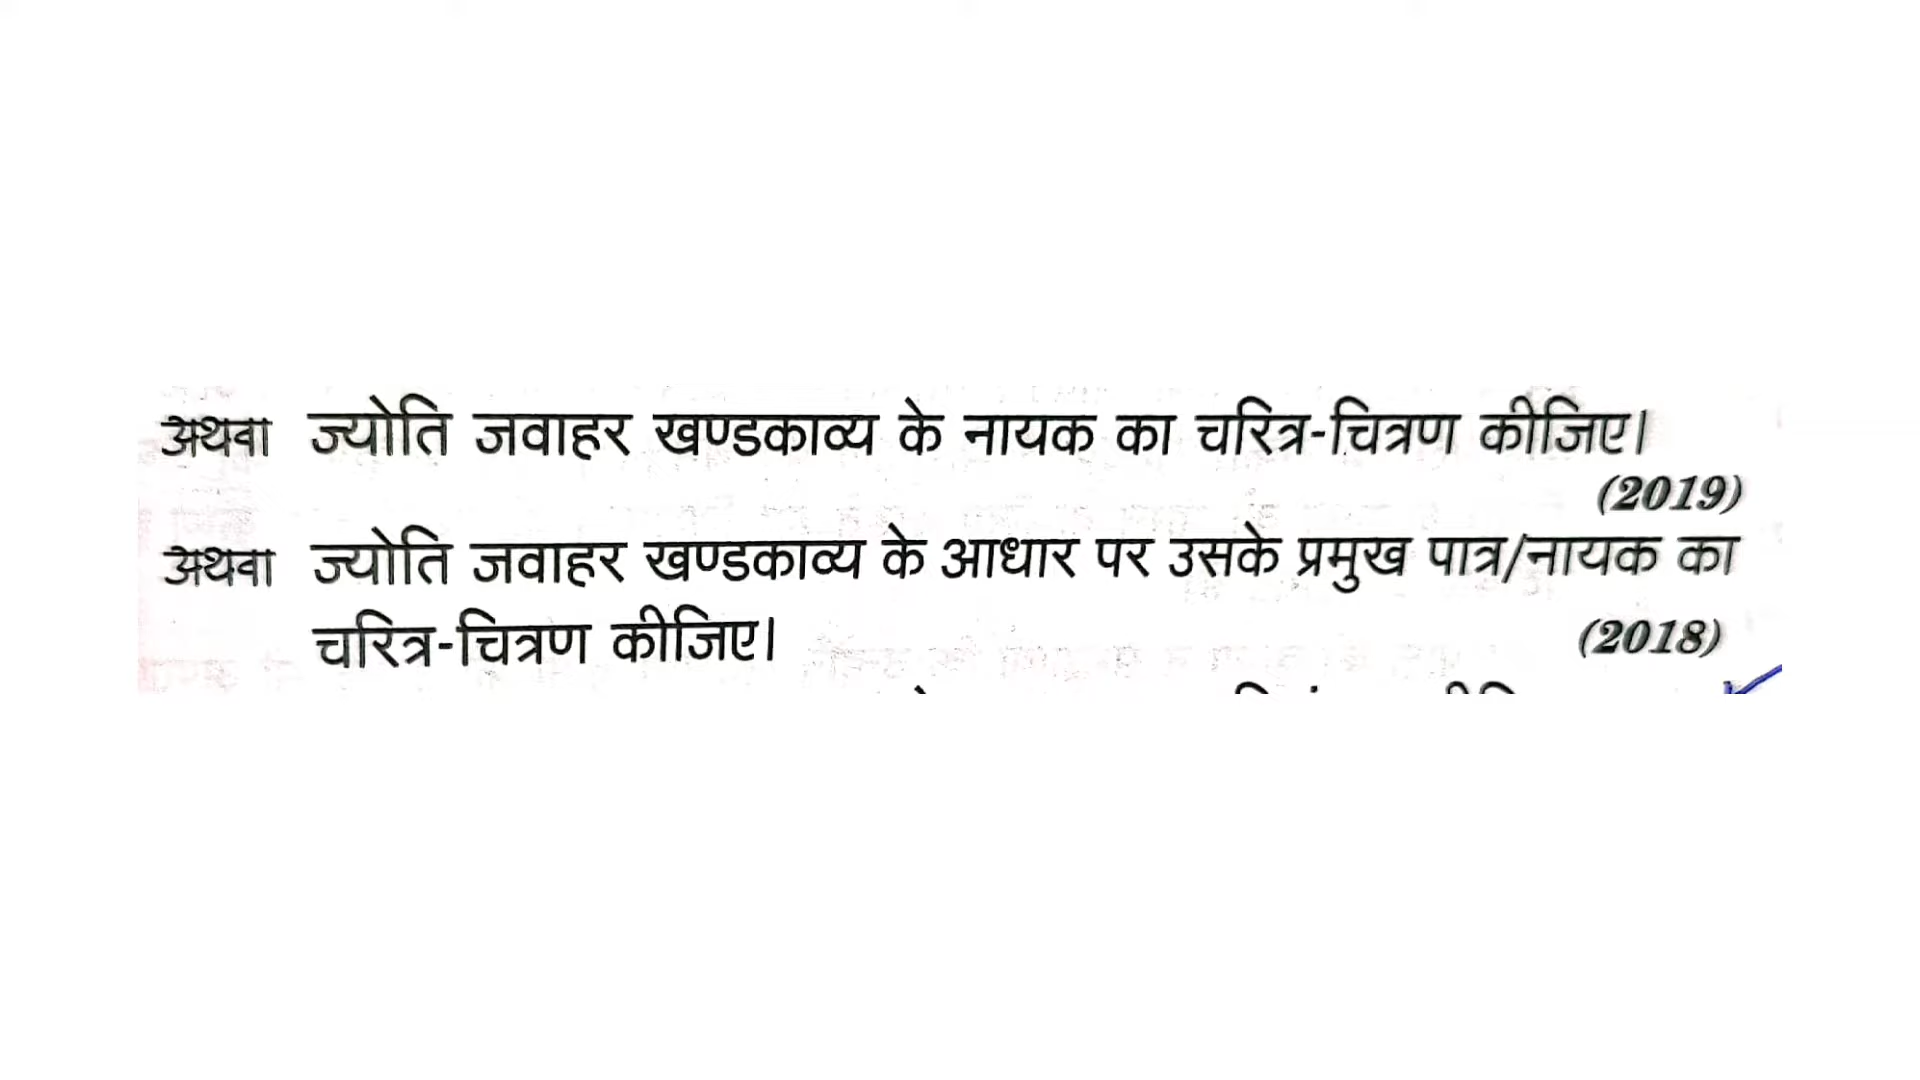 अथवा ज्योति जवाहर खण्डकाव्य के नायक का चरित्र-चित्रण कीजिए।
(2019)
अथवा ज्योति जवाहर खण्डकाव्य के आधार पर उसके प्रमुख पात्र/नायक का
चरित्र-चित्रण कीजिए। (2018)